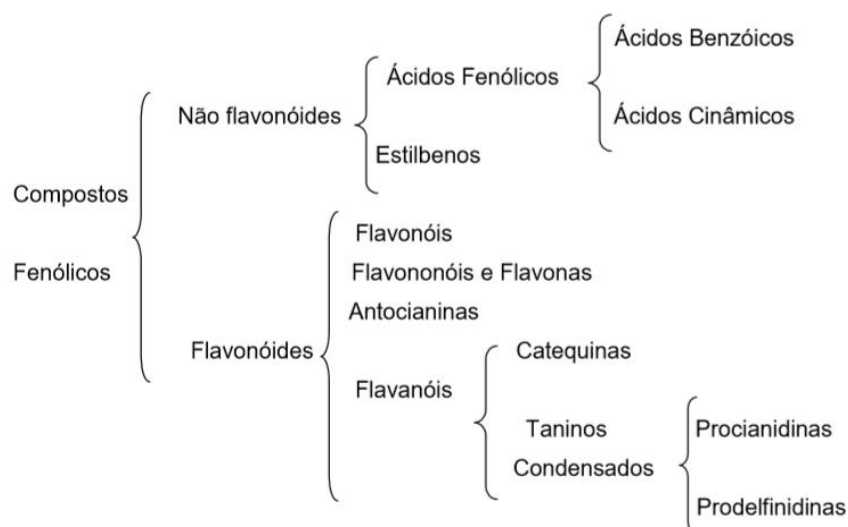 Compostos
Fenólicos
Não flavonóides
Ácidos Fenólicos
Ácidos Benzóicos
Ácidos Cinâmicos
Estilbenos
Flavonóides
Flavonóis
Flavononóis e Flavonas
Antocianinas
Flavanóis
Catequinas
Taninos
Condensados
Procianidinas
Prodelfinidinas